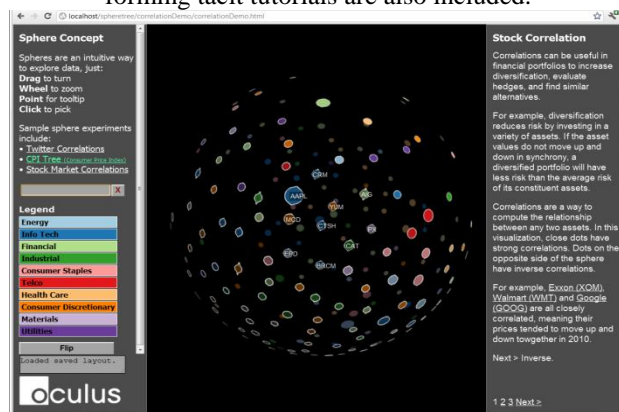 forming tacit tutorials are also included.
localhost/spheretree/correlationDemo/correlationDemo.html
Sphere Concept
Spheres are an intuitive way
to explore data, just:
Drag to turn
Wheel to zoom
Point for tooltip
Click to pick
Sample sphere experiments
include:
• Twitter Correlations
• CPI Tree (Consumer Price Index)
• Stock Market Correlations
X
Legend
Energy
Info Tech
Financial
Industrial
Consumer Staples
Telco
Health Care
Consumer Discretionary
Materials
Utilities
Flip
Loaded saved layout.
oculus
CRM
AAPL
AIG
YUM
MCD
CTSH
FX
CAT
BRCM
Stock Correlation
Correlations can be useful in
financial portfolios to increase
diversification, evaluate
hedges, and find similar
alternatives.
For example, diversification
reduces risk by investing in a
variety of assets. If the asset
values do not move up and
down in synchrony, a
diversified portfolio will have
less risk than the average risk
of its constituent assets.
Correlations are a way to
compute the relationship
between any two assets. In this
visualization, close dots have
strong correlations. Dots on the
opposite side of the sphere
have inverse correlations.
For example, Exxon (XOM),
Walmart (WMT) and Google
(GOOG) are all closely
correlated, meaning their
prices tended to move up and
down towgether in 2010.
Next > Inverse.
1 2 3 Next >